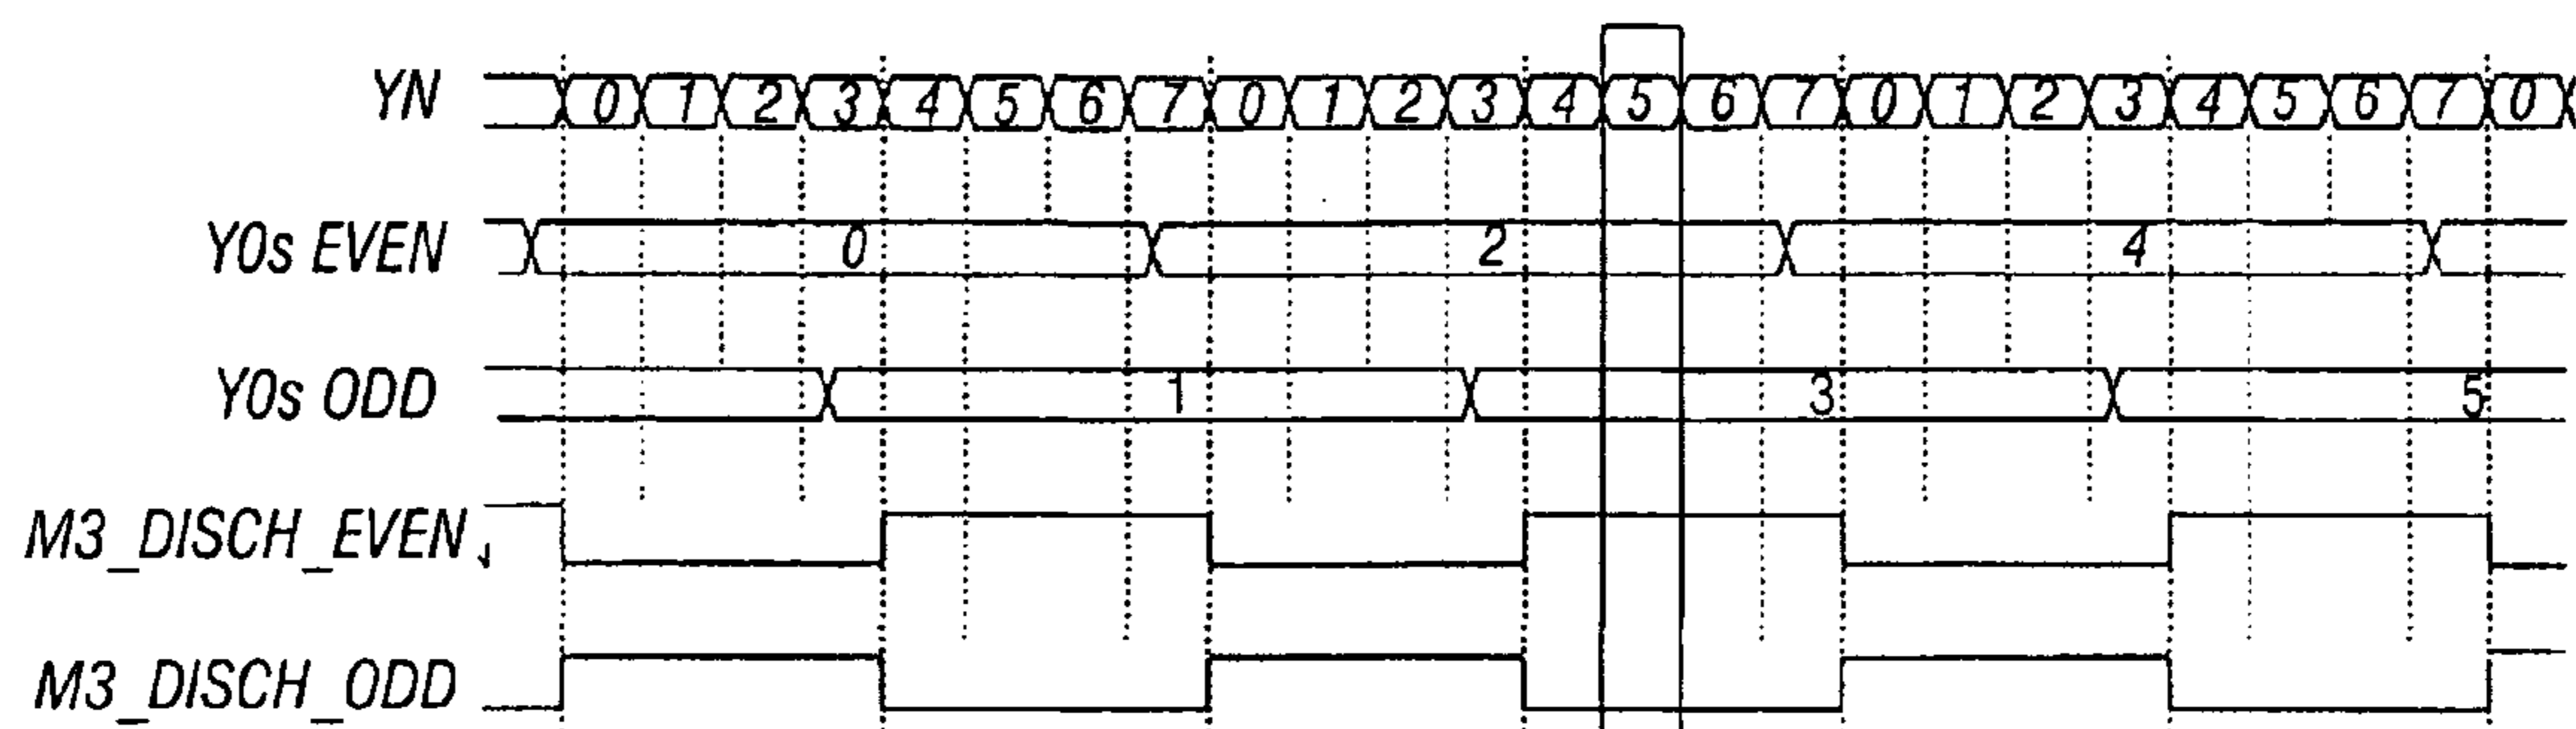 YN 0 1 2 3 4 5 6 7 0 1 2 3 4 5 6 7 0 1 2 3 4 5 6 7 0
Y0s EVEN 0 2 4
Y0s ODD 1 3 5
M3_DISCH_EVEN
M3_DISCH_ODD